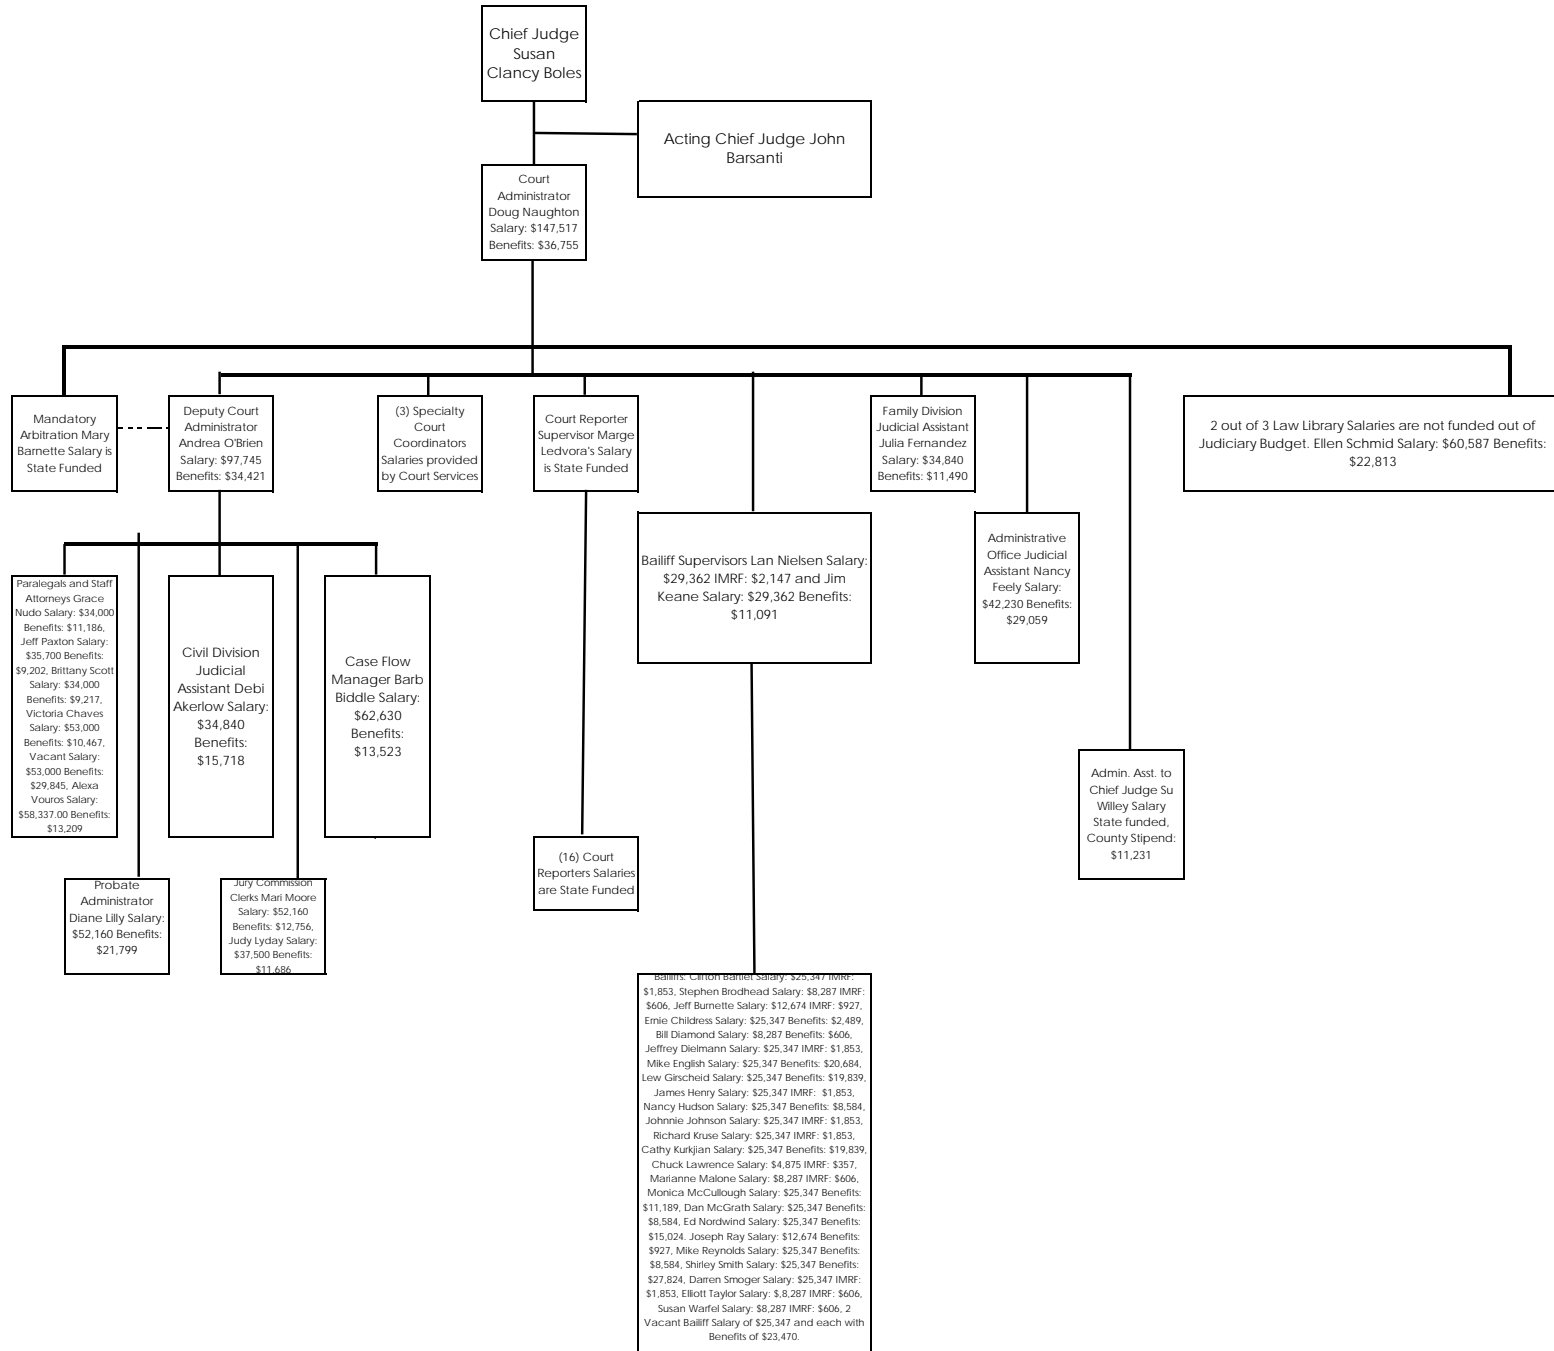 Chief Judge
Susan
Clancy Boles
Acting Chief Judge John
Barsanti
Court
Administrator
Doug Naughton
Salary: $147,517
Benefits: $36,755
Mandatory
Arbitration Mary
Barnette Salary is
State Funded
Deputy Court
Administrator
Andrea O'Brien
Salary: $97,745
Benefits: $34,421
(3) Specialty
Court
Coordinators
Salaries provided
by Court Services
Court Reporter
Supervisor Marge
Ledvora's Salary
is State Funded
Family Division
Judicial Assistant
Julia Fernandez
Salary: $34,840
Benefits: $11,490
2 out of 3 Law Library Salaries are not funded out of
Judiciary Budget. Ellen Schmid Salary: $60,587 Benefits:
$22,813
Bailiff Supervisors Lan Nielsen Salary:
$29,362 IMRF: $2,147 and Jim
Keane Salary: $29,362 Benefits:
$11,091
Administrative
Office Judicial
Assistant Nancy
Feely Salary:
$42,230 Benefits:
$29,059
Paralegals and Staff
Attorneys Grace
Nudo Salary: $34,000
Benefits: $11,186,
Jeff Paxton Salary:
$35,700 Benefits:
$9,202, Brittany Scott
Salary: $34,000
Benefits: $9,217,
Victoria Chaves
Salary: $53,000
Benefits: $10,467,
Vacant Salary:
$53,000 Benefits:
$29,845, Alexa
Vouros Salary:
$58,337.00 Benefits:
$13,209
Civil Division
Judicial
Assistant Debi
Akerlow Salary:
$34,840
Benefits:
$15,718
Case Flow
Manager Barb
Biddle Salary:
$62,630
Benefits:
$13,523
Admin. Asst. to
Chief Judge Su
Willey Salary
State funded,
County Stipend:
$11,231
(16) Court
Reporters Salaries
are State Funded
Probate
Administrator
Diane Lilly Salary:
$52,160 Benefits:
$21,799
Jury Commission
Clerks Mari Moore
Salary: $52,160
Benefits: $12,756,
Judy Lyday Salary:
$37,500 Benefits:
$11,686
Bailiffs: Clifton Bartlet Salary: $25,347 IMRF:
$1,853, Stephen Brodhead Salary: $8,287 IMRF:
$606, Jeff Burnette Salary: $12,674 IMRF: $927,
Ernie Childress Salary: $25,347 Benefits: $2,489,
Bill Diamond Salary: $8,287 Benefits: $606,
Jeffrey Dielmann Salary: $25,347 IMRF: $1,853,
Mike English Salary: $25,347 Benefits: $20,684,
Lew Girscheid Salary: $25,347 Benefits: $19,839,
James Henry Salary: $25,347 IMRF:  $1,853,
Nancy Hudson Salary: $25,347 Benefits: $8,584,
Johnnie Johnson Salary: $25,347 IMRF: $1,853,
Richard Kruse Salary: $25,347 IMRF: $1,853,
Cathy Kurkjian Salary: $25,347 Benefits: $19,839,
Chuck Lawrence Salary: $4,875 IMRF: $357,
Marianne Malone Salary: $8,287 IMRF: $606,
Monica McCullough Salary: $25,347 Benefits:
$11,189, Dan McGrath Salary: $25,347 Benefits:
$8,584, Ed Nordwind Salary: $25,347 Benefits:
$15,024. Joseph Ray Salary: $12,674 Benefits:
$927, Mike Reynolds Salary: $25,347 Benefits:
$8,584, Shirley Smith Salary: $25,347 Benefits:
$27,824, Darren Smoger Salary: $25,347 IMRF:
$1,853, Elliott Taylor Salary: $,8,287 IMRF: $606,
Susan Warfel Salary: $8,287 IMRF: $606, 2
Vacant Bailiff Salary of $25,347 and each with
Benefits of $23,470.